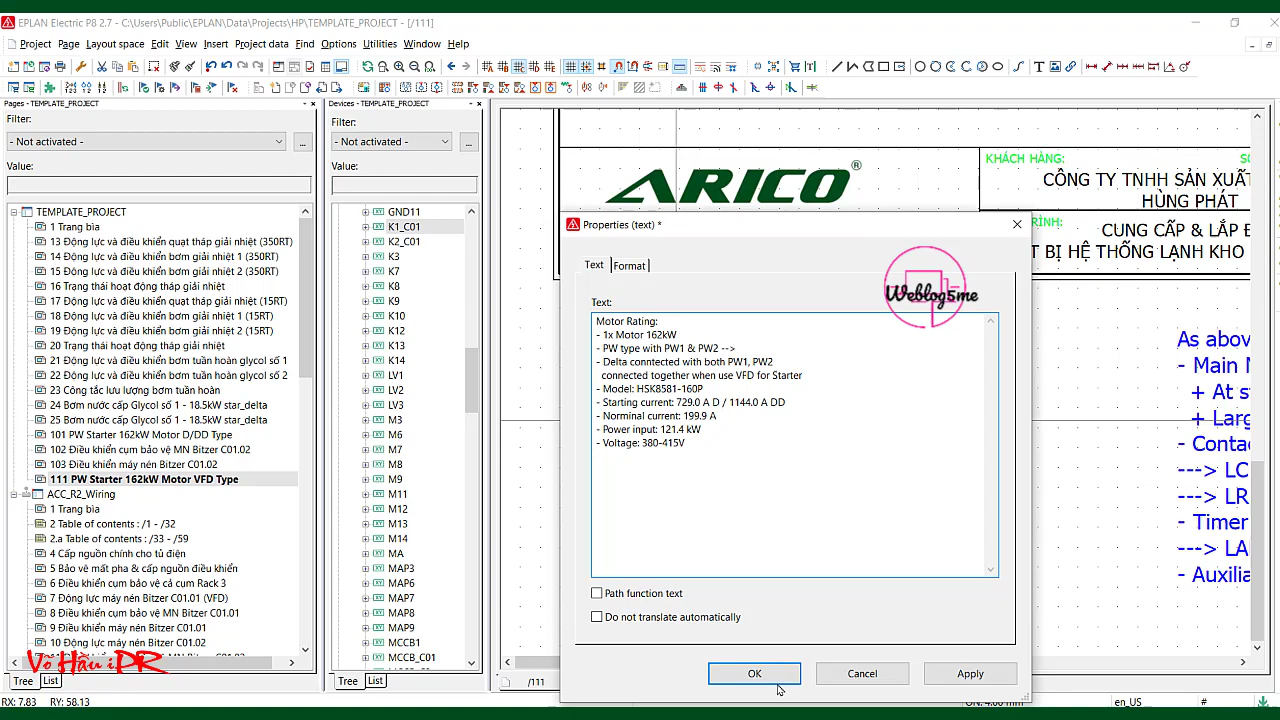 EPLAN Electric P8 2.7 - C:\Users\Public\EPLAN\Data\Projects\HP\TEMPLATE_PROJECT - [/111]
Project Page Layout space Edit View Insert Project data Find Options Utilities Window Help
Pages - TEMPLATE_PROJECT
Filter:
- Not activated -
...
Value:
TEMPLATE_PROJECT
1 Trang bìa
13 Động lực và điều khiển quạt tháp giải nhiệt (350RT)
14 Động lực và điều khiển bơm giải nhiệt 1 (350RT)
15 Động lực và điều khiển bơm giải nhiệt 2 (350RT)
16 Trạng thái hoạt động tháp giải nhiệt
17 Động lực và điều khiển quạt tháp giải nhiệt (15RT)
18 Động lực và điều khiển bơm giải nhiệt 1 (15RT)
19 Động lực và điều khiển bơm giải nhiệt 2 (15RT)
20 Trạng thái hoạt động tháp giải nhiệt
21 Động lực và điều khiển bơm tuần hoàn glycol số 1
22 Động lực và điều khiển bơm tuần hoàn glycol số 2
23 Công tắc lưu lượng bơm tuần hoàn
24 Bơm nước cấp Glycol số 1 - 18.5kW star_delta
25 Bơm nước cấp Glycol số 1 - 18.5kW star_delta
101 PW Starter 162kW Motor D/DD Type
102 Điều khiển cụm bảo vệ MN Bitzer C01.02
103 Điều khiển máy nén Bitzer C01.02
111 PW Starter 162kW Motor VFD Type
ACC_R2_Wiring
1 Trang bìa
2 Table of contents : /1 - /32
2.a Table of contents : /33 - /59
4 Cấp nguồn chính cho tủ điện
5 Bảo vệ mất pha & cấp nguồn điều khiển
6 Điều khiển cụm bảo vệ cả cụm Rack 3
7 Động lực máy nén Bitzer C01.01 (VFD)
8 Điều khiển cụm bảo vệ MN Bitzer C01.01
9 Điều khiển MN Bitzer C01.01
10 Động lực máy nén Bitzer C01.02
Võ Hậu iPR
Tree List
Devices - TEMPLATE_PROJECT
Filter:
- Not activated -
...
Value:
GND11
K1_C01
K2_C01
K3
K7
K8
K9
K10
K12
K13
K14
LV1
LV2
LV3
M3
M6
M7
M8
M9
M11
M12
M13
M14
MA
MAP3
MAP6
MAP7
MAP8
MCCB1
MCCB_C01
Tree List
ARICO®
KHÁCH HÀNG:
CÔNG TY TNHH SẢN XUẤT
HÙNG PHÁT
RÌNH:
CUNG CẤP & LẮP Đ
T BỊ HỆ THỐNG LẠNH KHO
Properties (text) *
Text Format
Weblog5me
Text:
Motor Rating:
- 1x Motor 162kW
- PW type with PW1 & PW2 -->
- Delta conntected with both PW1, PW2
connected together when use VFD for Starter
- Model: HSK8581-160P
- Starting current: 729.0 A D / 1144.0 A DD
- Norminal current: 199.9 A
- Power input: 121.4 kW
- Voltage: 380-415V
Path function text
Do not translate automatically
OK Cancel Apply
As abov
- Main
+ At s
+ Larg
- Contac
---> LC
---> LR
- Timer
---> LA
- Auxilia
/111
RX: 7.83 RY: 58.13
ON: 4.00 mm
en_US
#